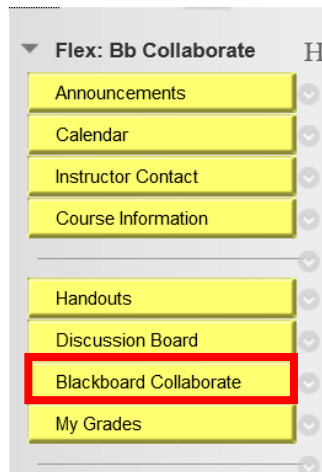 Flex: Bb Collaborate
H
Announcements
Calendar
Instructor Contact
Course Information
Handouts
Discussion Board
Blackboard Collaborate
My Grades